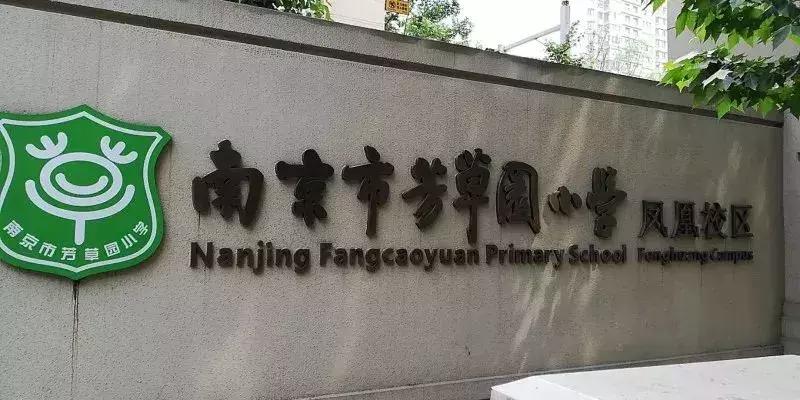 南京市芳草园小学
南京市芳草园小学 凤凰校区
Nanjing Fangcaoyuan Primary School Fenghuang Campus